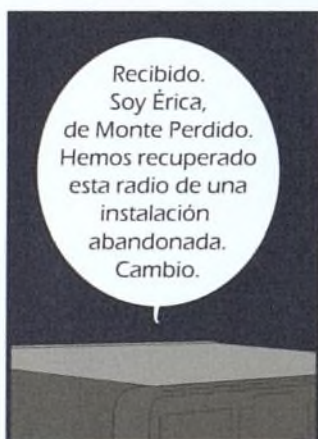 Recibido.
Soy Érica,
de Monte Perdido.
Hemos recuperado
esta radio de una
instalación
abandonada.
Cambio.